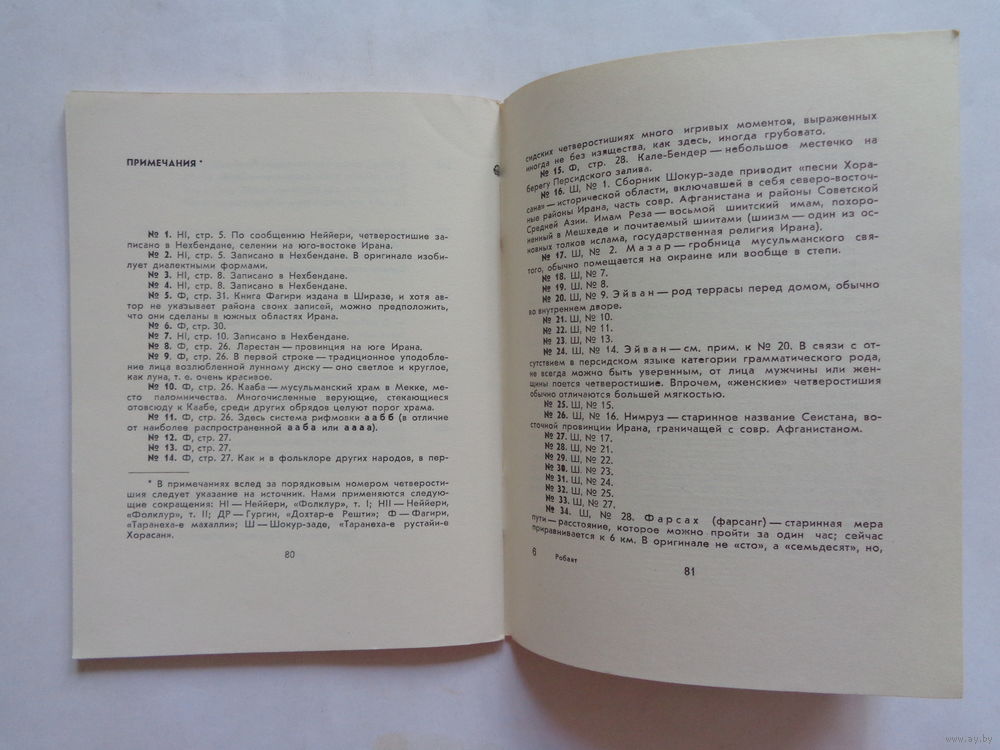 ПРИМЕЧАНИЯ *
№ 1. НI, стр. 5. По сообщению Неййери, четверостишие за-
писано в Нехбендане, селении на юго-востоке Ирана.
№ 2. НI, стр. 5. Записано в Нехбендане. В оригинале изоби-
лует диалектными формами.
№ 3. НI, стр. 8. Записано в Нехбендане.
№ 4. НI, стр. 8. Записано в Нехбендане.
№ 5. Ф, стр. 31. Книга Фагири издана в Ширазе, и хотя ав-
тор не указывает района своих записей, можно предположить,
что они сделаны в южных областях Ирана.
№ 6. Ф, стр. 30.
№ 7. НI, стр. 10. Записано в Нехбендане.
№ 8. Ф, стр. 26. Ларестан — провинция на юге Ирана.
№ 9. Ф, стр. 26. В первой строке — традиционное уподобле-
ние лица возлюбленной лунному диску — оно светлое и круглое,
как луна, т. е. очень красивое.
№ 10. Ф, стр. 26. Кааба — мусульманский храм в Мекке, ме-
сто паломничества. Многочисленные верующие, стекающиеся
отовсюду к Каабе, среди других обрядов целуют порог храма.
№ 11. Ф, стр. 26. Здесь система рифмовки аабб (в отличие
от наиболее распространенной ааба или аааа).
№ 12. Ф, стр. 27.
№ 13. Ф, стр. 27.
№ 14. Ф, стр. 27. Как и в фольклоре других народов, в пер-
* В примечаниях вслед за порядковым номером четверости-
шия следует указание на источник. Нами применяются следую-
щие сокращения: НI — Неййери, «Фолклур», т. I; НII — Неййери,
«Фолклур», т. II; ДР — Гургин, «Дохтар-е Решти»; Ф — Фагири,
«Таранеха-е махалли»; Ш — Шокур-заде, «Таранеха-е рустайи-е
Хорасан».
80
сидских четверостишиях много игривых моментов, выраженных
иногда не без изящества, как здесь, иногда грубовато.
№ 15. Ф, стр. 28. Кале-Бендер — небольшое местечко на
берегу Персидского залива.
№ 16. Ш, № 1. Сборник Шокур-заде приводит «песни Хора-
сана» — исторической области, включавшей в себя северо-восточ-
ные районы Ирана, часть совр. Афганистана и районы Советской
Средней Азии. Имам Реза — восьмой шиитский имам, похоро-
ненный в Мешхеде и почитаемый шиитами (шиизм — один из ос-
новных толков ислама, государственная религия Ирана).
№ 17. Ш, № 2. Мазар — гробница мусульманского свя-
того, обычно помещается на окраине или вообще в степи.
№ 18. Ш, № 7.
№ 19. Ш, № 8.
№ 20. Ш, № 9. Эйван — род террасы перед домом, обычно
во внутреннем дворе.
№ 21. Ш, № 10.
№ 22. Ш, № 11.
№ 23. Ш, № 13.
№ 24. Ш, № 14. Эйван — см. прим. к № 20. В связи с от-
сутствием в персидском языке категории грамматического рода,
не всегда можно быть уверенным, от лица мужчины или жен-
щины поется четверостишие. Впрочем, «женские» четверостишия
обычно отличаются большей мягкостью.
№ 25. Ш, № 15.
№ 26. Ш, № 16. Нимруз — старинное название Сеистана, во-
сточной провинции Ирана, граничащей с совр. Афганистаном.
№ 27. Ш, № 17.
№ 28. Ш, № 21.
№ 29. Ш, № 22.
№ 30. Ш, № 23.
№ 31. Ш, № 24.
№ 32. Ш, № 25.
№ 33. Ш, № 27.
№ 34. Ш, № 28. Фарсах (фарсанг) — старинная мера
пути — расстояние, которое можно пройти за один час; сейчас
приравнивается к 6 км. В оригинале не «сто», а «семьдесят», но,
6 Робаят
81
www.ay.by